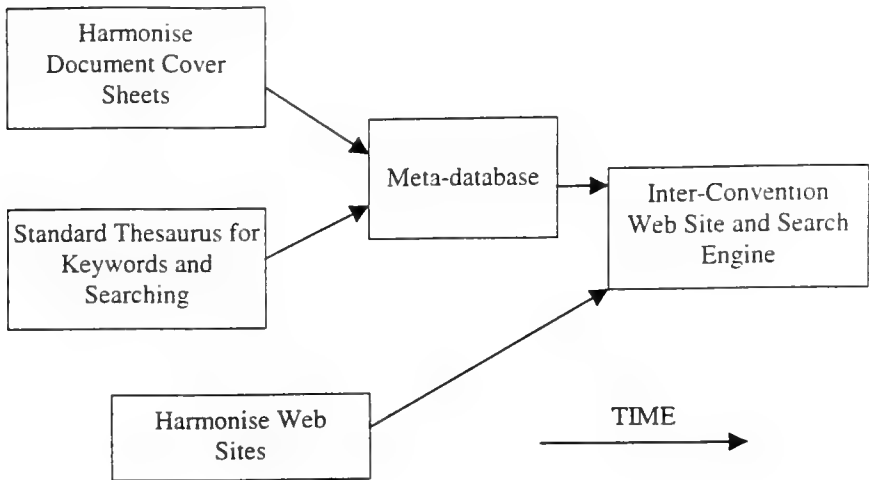 Harmonise
Document Cover
Sheets
Meta-database
Inter-Convention
Web Site and Search
Engine
Standard Thesaurus for
Keywords and
Searching
Harmonise Web
Sites
TIME